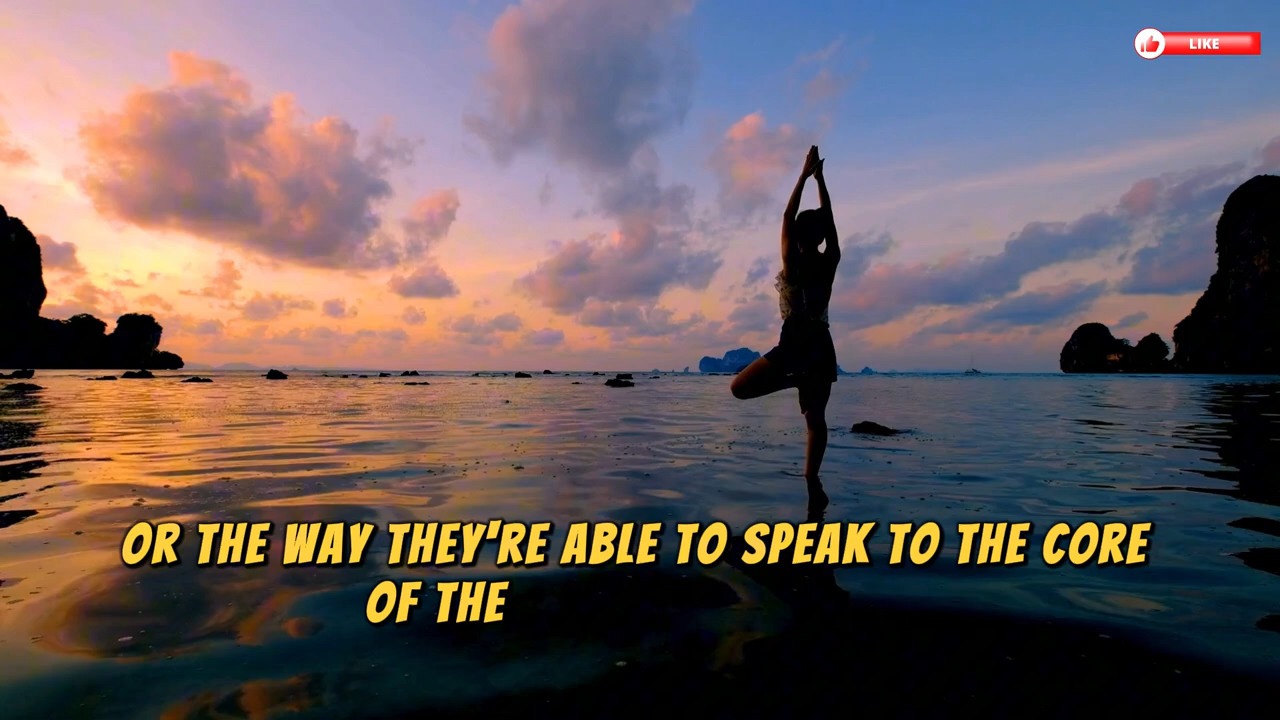 LIKE
OR THE WAY THEY'RE ABLE TO SPEAK TO THE CORE
OF THE